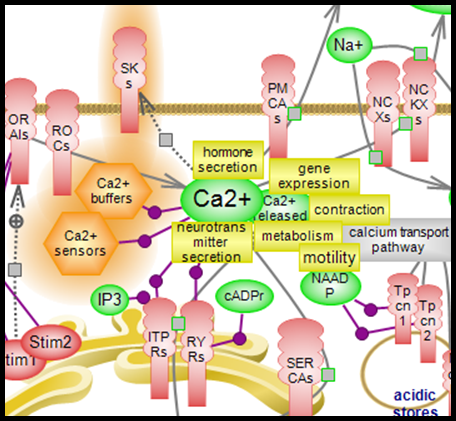 Na+
SK
s
PM
CA
s
NC
Xs
NC
KX
s
OR
AIs
RO
Cs
hormone
secretion
gene
expression
Ca2+
buffers
Ca2+
Ca2+
released
contraction
Ca2+
sensors
neurotrans
mitter
secretion
metabolism
calcium transport
pathway
motility
IP3
cADPr
NAAD
P
Tp
cn
1
Tp
cn
2
ITP
Rs
RY
Rs
SER
CAs
Stim2
tim1
acidic
stores